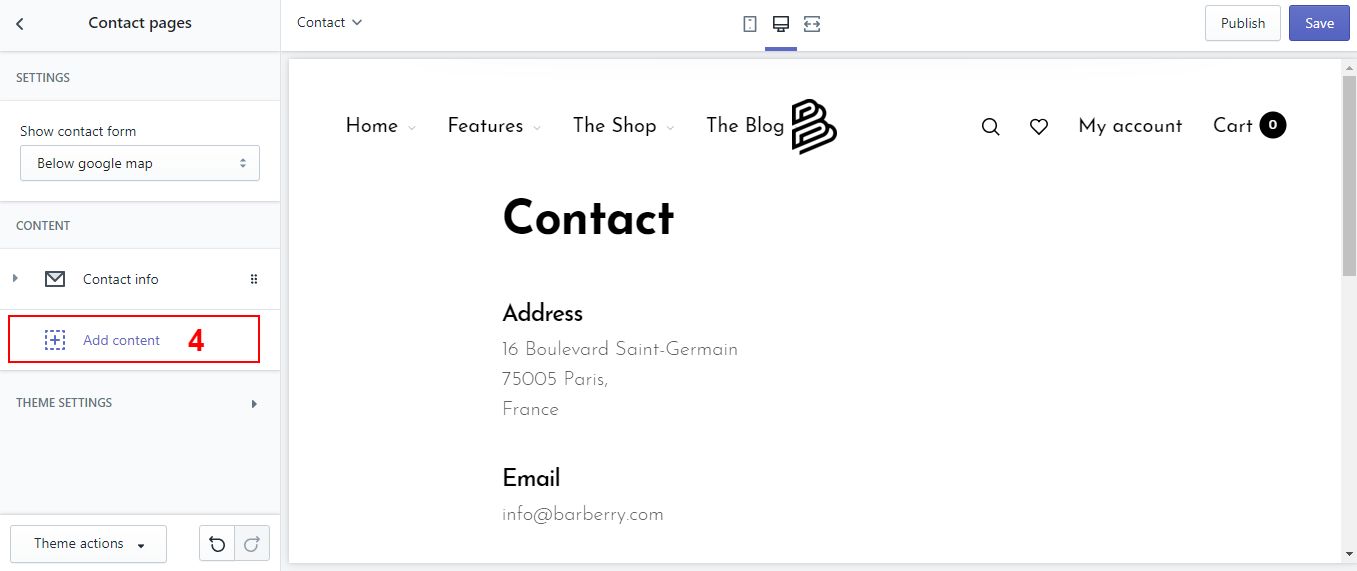 Contact pages
Contact
Publish
Save
SETTINGS
Show contact form
Below google map
CONTENT
Contact info
Add content 4
THEME SETTINGS
Theme actions
Home Features The Shop The Blog My account Cart 0
Contact
Address
16 Boulevard Saint-Germain
75005 Paris,
France
Email
info@barberry.com